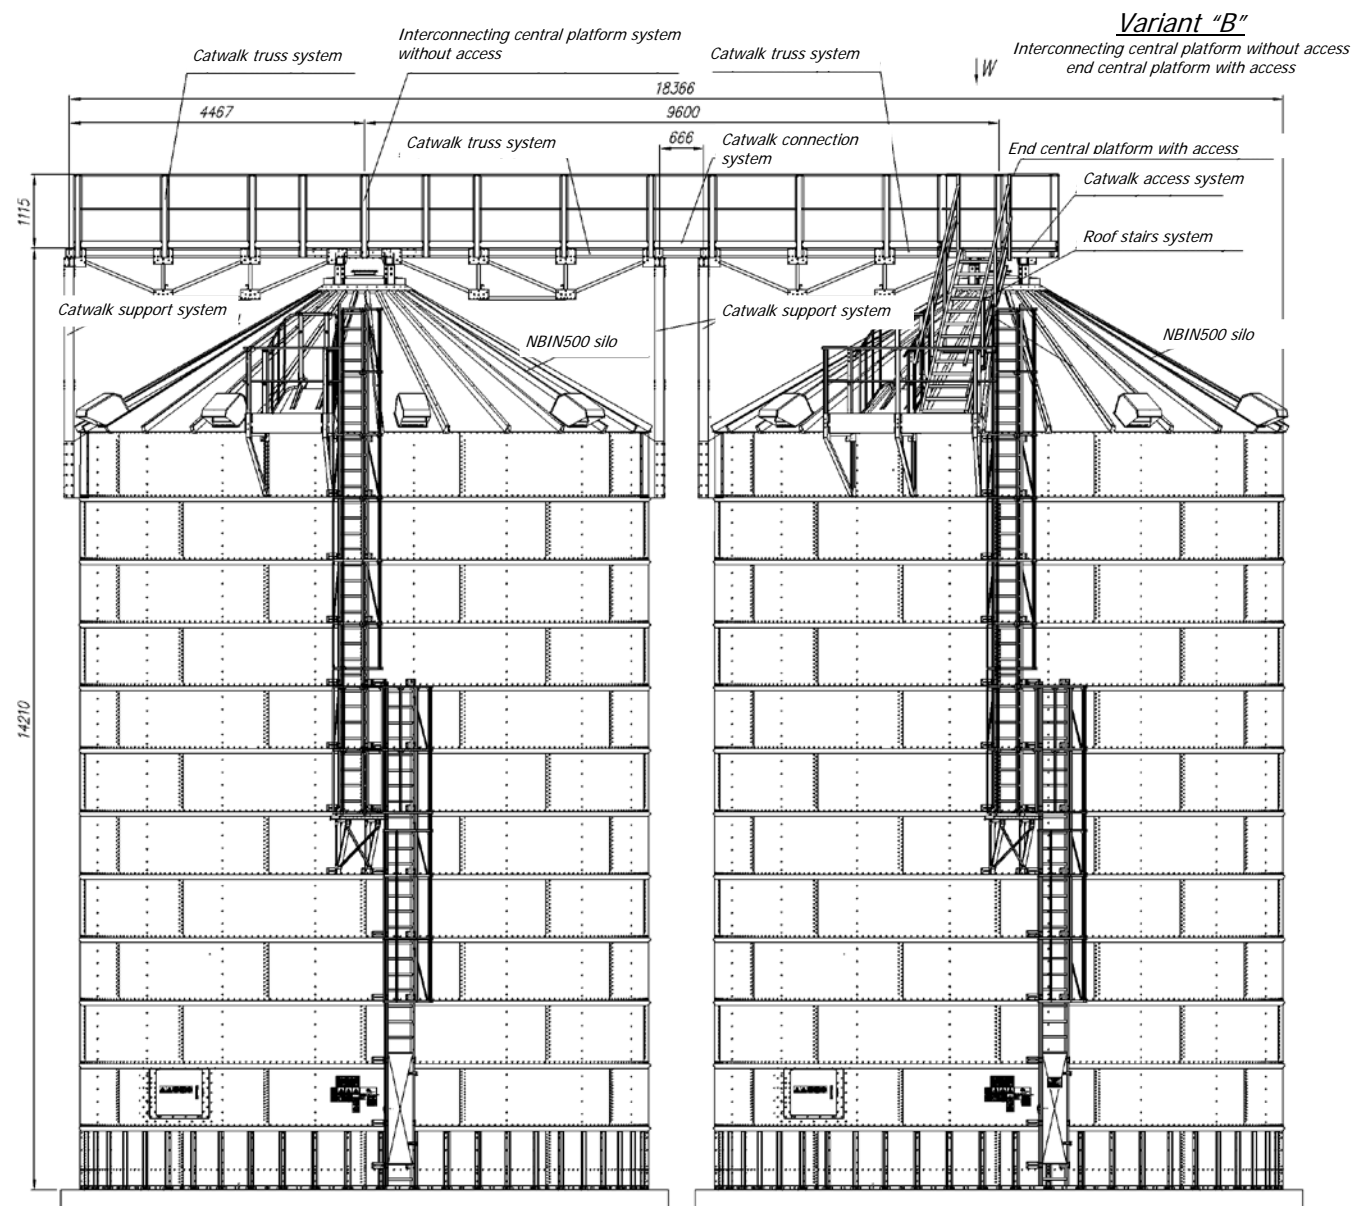 Variant “B”
Interconnecting central platform without access
end central platform with access
Interconnecting central platform system
without access
Catwalk truss system
Catwalk truss system
W
18366
4467
9600
666
Catwalk truss system
Catwalk connection
system
End central platform with access
Catwalk access system
1115
Roof stairs system
Catwalk support system
Catwalk support system
NBIN500 silo
NBIN500 silo
14210